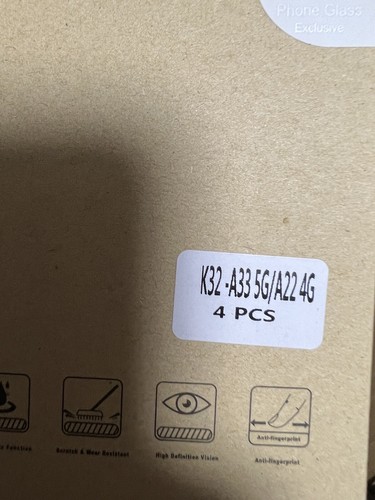 Phone Glass
Exclusive
K32 -A33 5G/A22 4G
4 PCS
Function
Scratch & Wear Resistant
High Definition Vision
Anti-fingerprint
Anti-fingerprint